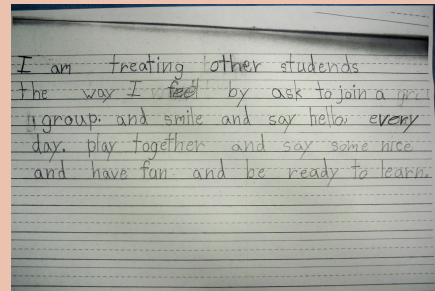 I am treating other studends
the way I feel by ask to join a
group. and smile and say hello every
day. play together and say some nice
and have fun and be ready to learn.